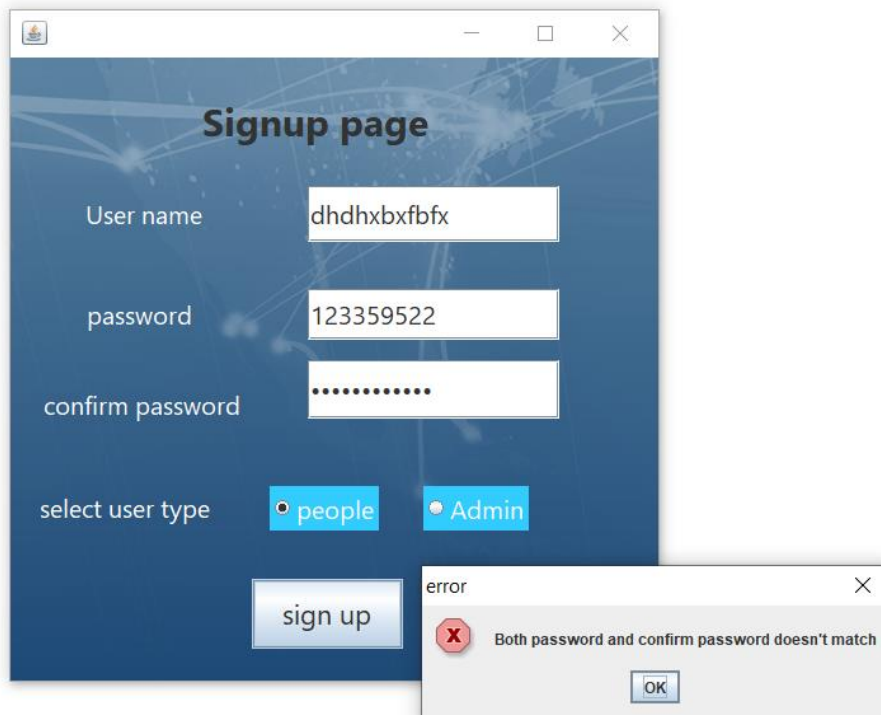 Signup page
User name
dhdhxbxfbfx
password
123359522
confirm password
••••••••••••
select user type
people
Admin
sign up
error
Both password and confirm password doesn't match
OK